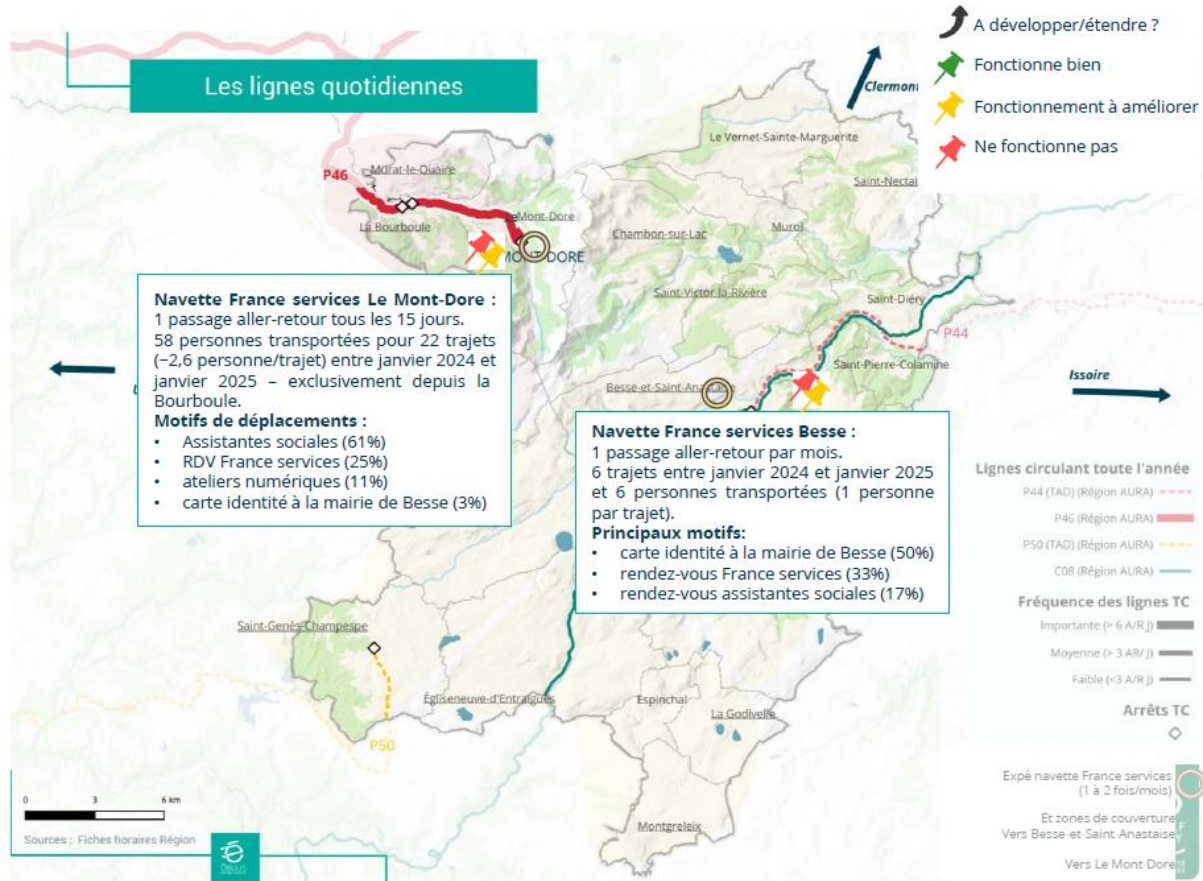 A développer/étendre ?
Fonctionne bien
Fonctionnement à améliorer
Ne fonctionne pas
Les lignes quotidiennes
Clermont
Le Vernet-Sainte-Marguerite
P46
Murat-le-Quaire
Saint-Nectai
La Bourboule
Le Mont-Dore
MONT-DORE
Chambon-sur-Lac
Murol
Saint-Victor-la-Rivière
Saint-Diéry
P44
Saint-Pierre-Colamine
Besse-et-Saint-Anastaise
Issoire
Navette France services Le Mont-Dore :
1 passage aller-retour tous les 15 jours.
58 personnes transportées pour 22 trajets
(~2,6 personne/trajet) entre janvier 2024 et
janvier 2025 – exclusivement depuis la
Bourboule.
Motifs de déplacements :
• Assistantes sociales (61%)
• RDV France services (25%)
• ateliers numériques (11%)
• carte identité à la mairie de Besse (3%)
Navette France services Besse :
1 passage aller-retour par mois.
6 trajets entre janvier 2024 et janvier 2025
et 6 personnes transportées (1 personne
par trajet).
Principaux motifs:
• carte identité à la mairie de Besse (50%)
• rendez-vous France services (33%)
• rendez-vous assistantes sociales (17%)
Saint-Genès-Champespe
Égliseneuve-d'Entraigues
Espinchal
La Godivelle
P50
Montgreleix
0 3 6 km
Sources : Fiches horaires Région
Lignes circulant toute l'année
P44 (TAD) (Région AURA)
P46 (Région AURA)
P50 (TAD) (Région AURA)
C08 (Région AURA)
Fréquence des lignes TC
Importante (> 6 A/R J)
Moyenne (> 3 AR/ J)
Faible (<3 A/R J)
Arrêts TC
Expé navette France services
(1 à 2 fois/mois)
Et zones de couverture
Vers Besse-et-Saint-Anastaise
Vers Le Mont-Dore